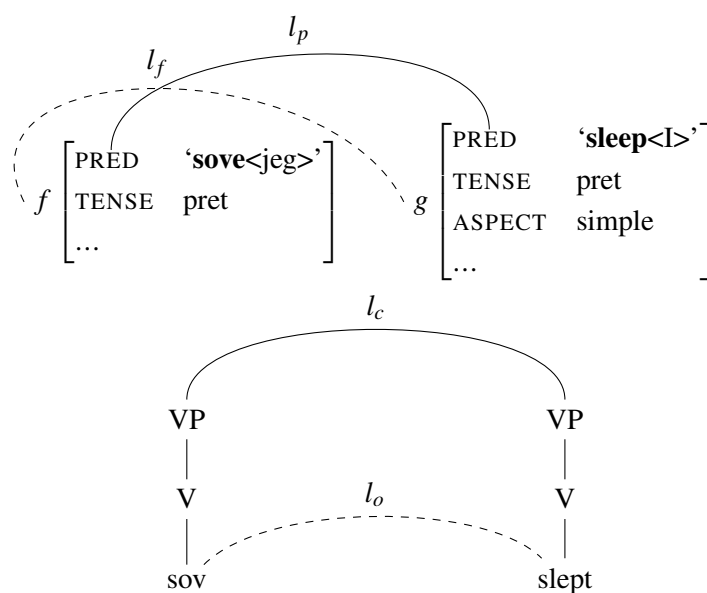 l_p
l_f
f PRED ‘sove<jeg>’
TENSE pret
...
g PRED ‘sleep<I>’
TENSE pret
ASPECT simple
...
l_c
VP VP
V V
l_o
sov slept